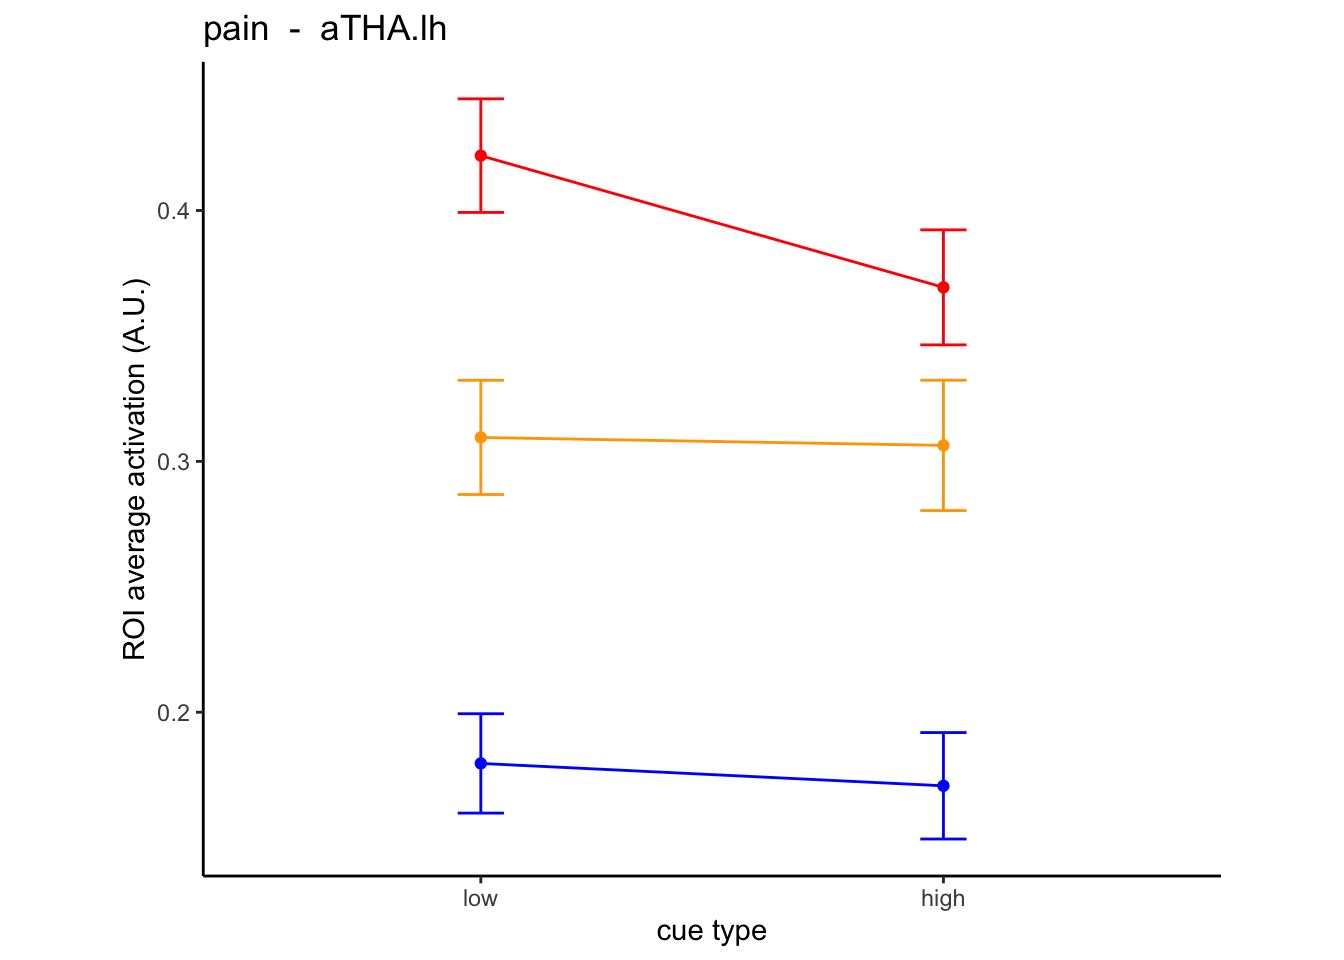 pain  -  aTHA.lh
ROI average activation (A.U.)
0.4
0.3
0.2
low
high
cue type